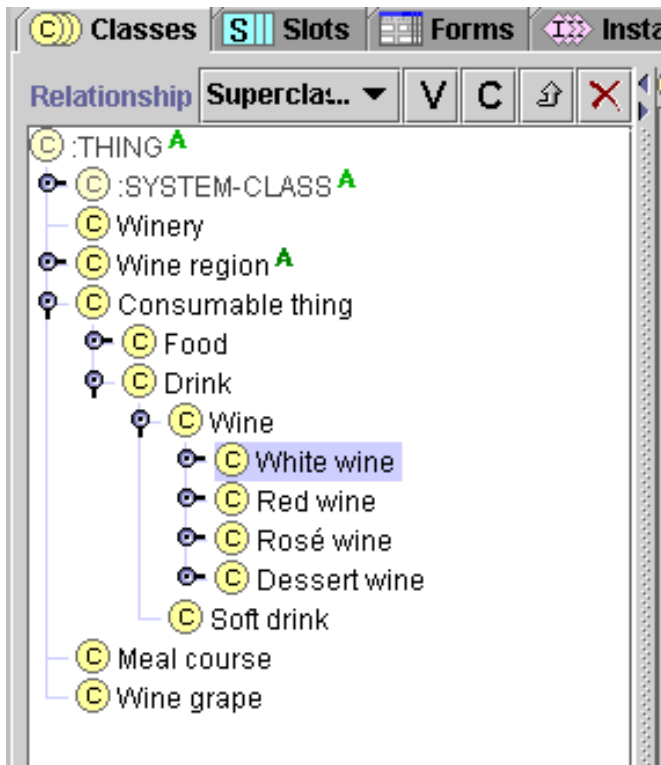 C Classes S Slots Forms I Insta
Relationship Superclas... V C
C :THING A
C :SYSTEM-CLASS A
C Winery
C Wine region A
C Consumable thing
C Food
C Drink
C Wine
C White wine
C Red wine
C Rosé wine
C Dessert wine
C Soft drink
C Meal course
C Wine grape